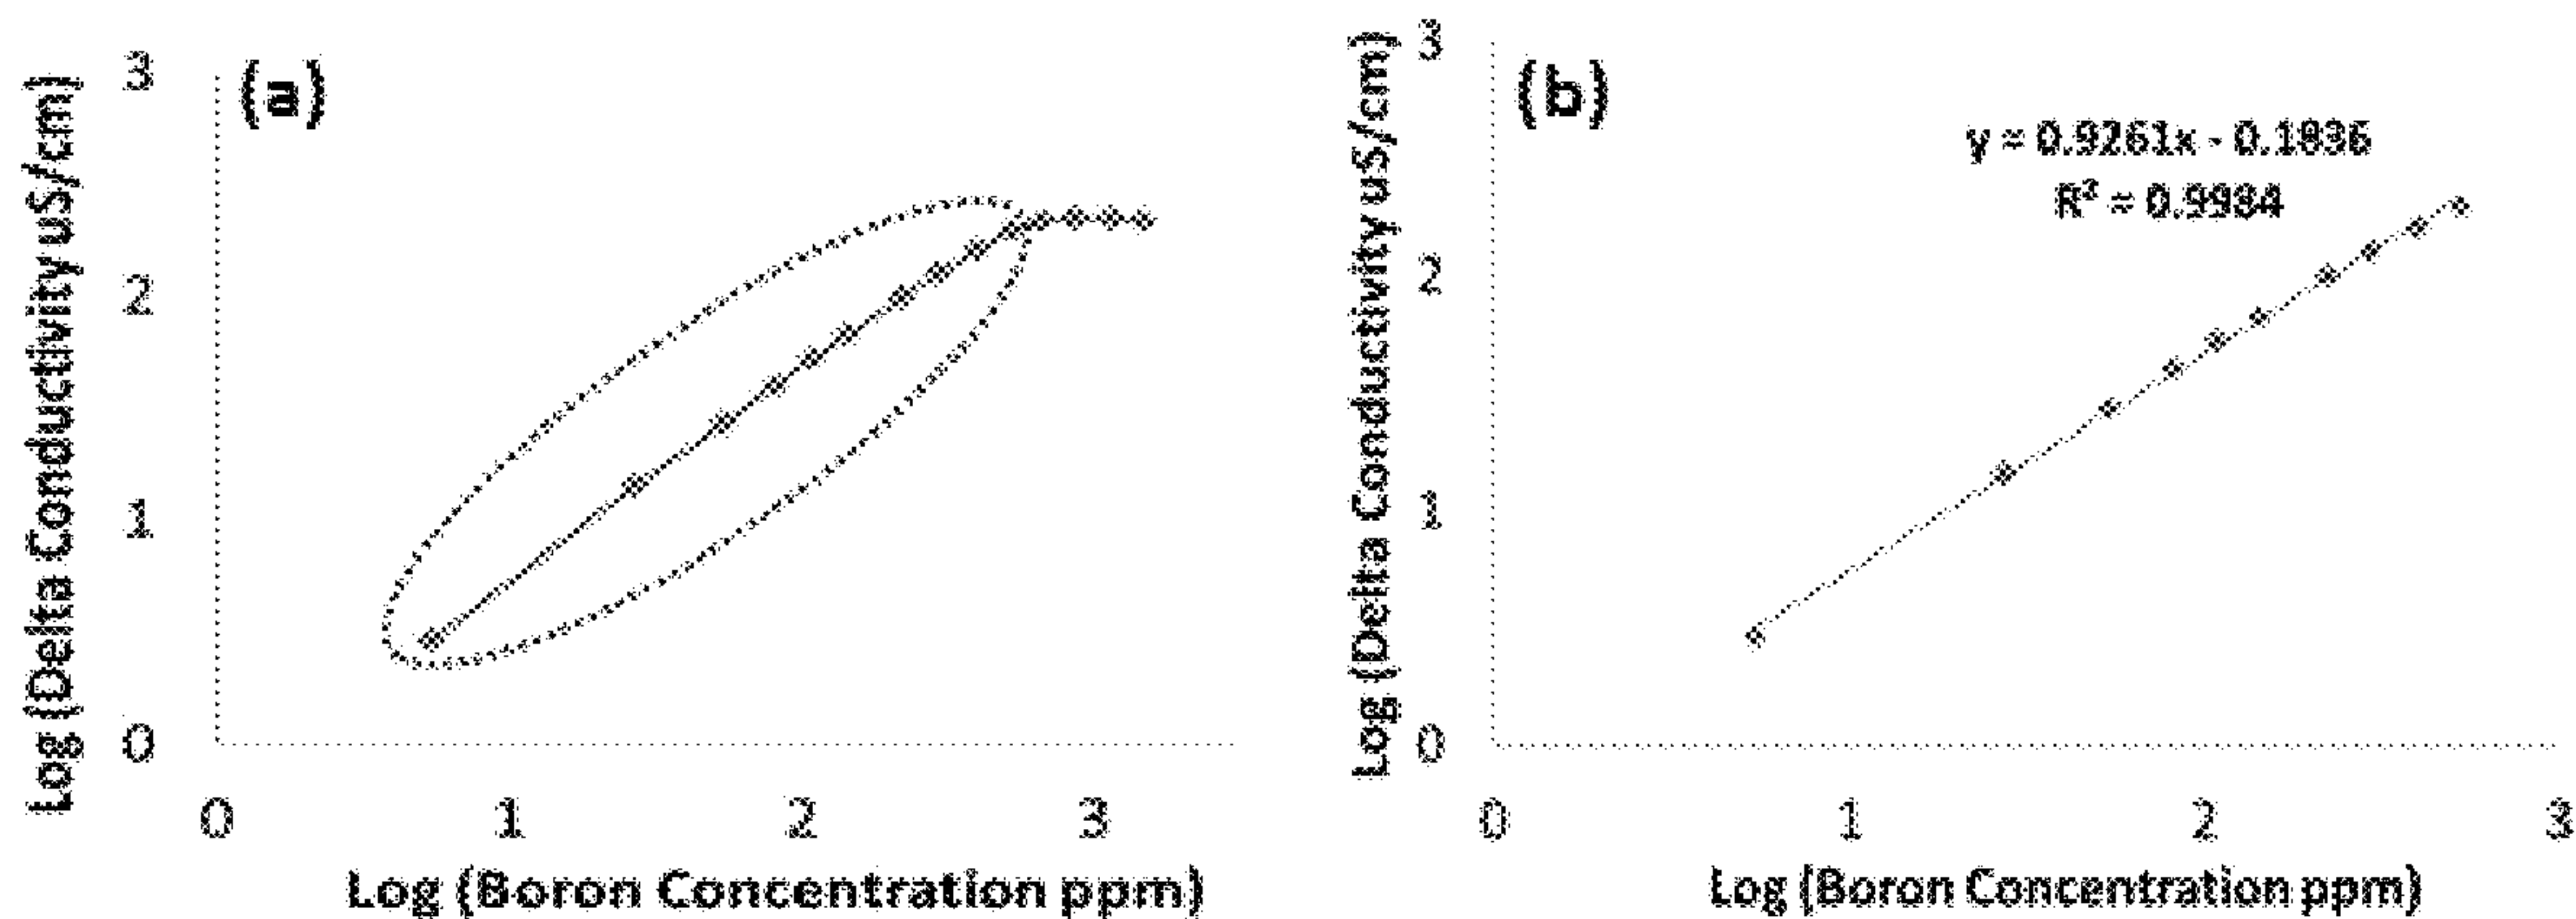 (a)
Log (Delta Conductivity uS/cm)
3
2
1
0
0 1 2 3
Log (Boron Concentration ppm)
(b)
y = 0.9261x - 0.1836
R² = 0.9984
Log (Delta Conductivity uS/cm)
3
2
1
0
0 1 2 3
Log (Boron Concentration ppm)